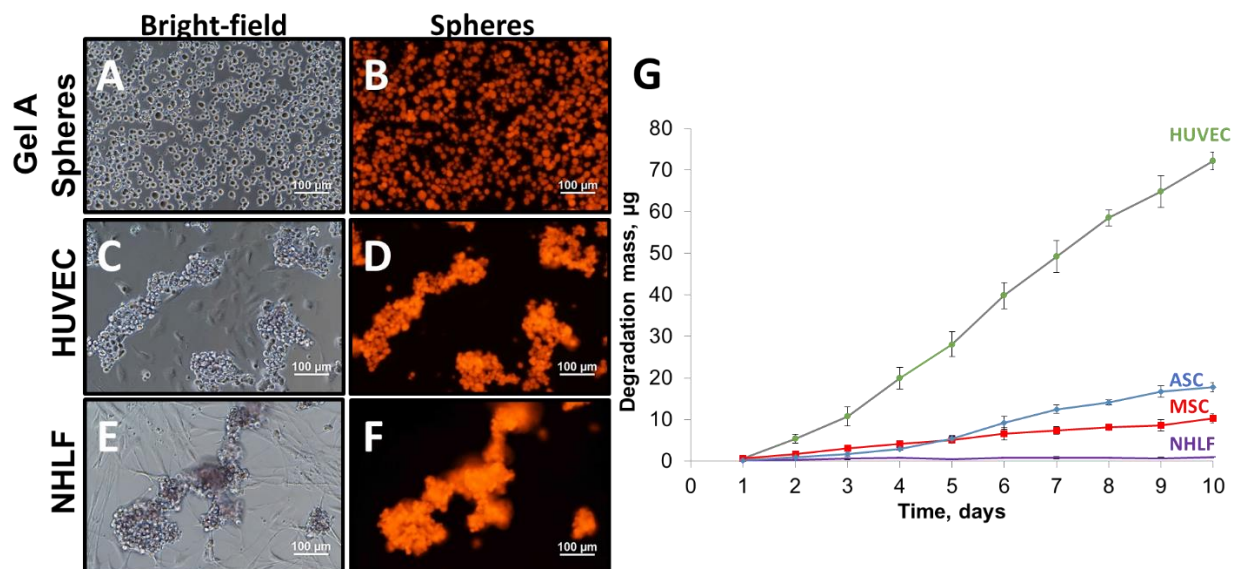 Bright-field
Spheres
Gel A
Spheres
A
100 µm
B
100 µm
HUVEC
C
100 µm
D
100 µm
NHLF
E
100 µm
F
100 µm
G
Degradation mass, µg
80
70
60
50
40
30
20
10
0
HUVEC
ASC
MSC
NHLF
0 1 2 3 4 5 6 7 8 9 10
Time, days